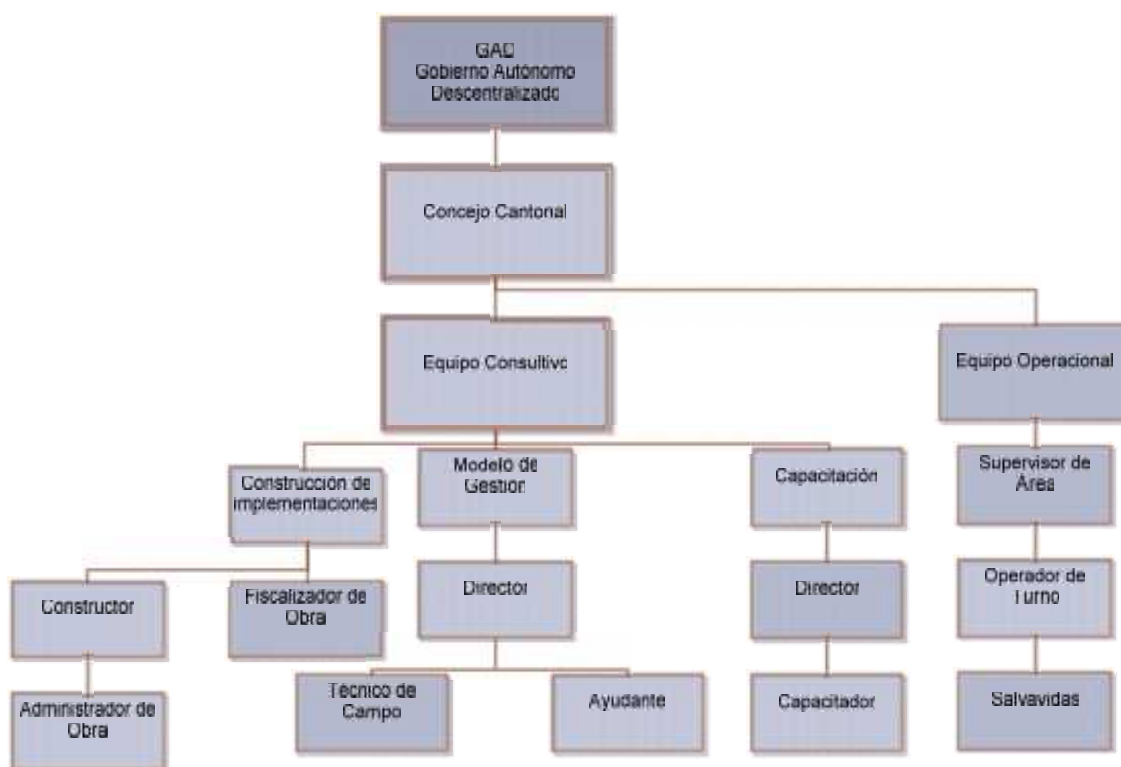 GAD
Gobierno Autónomo
Descentralizado
Concejo Cantonal
Equipo Consultivo
Equipo Operacional
Construcción de
implementaciones
Modelo de
Gestión
Capacitación
Supervisor de
Área
Constructor
Fiscalizador de
Obra
Director
Director
Operador de
Turno
Administrador de
Obra
Técnico de
Campo
Ayudante
Capacitador
Salvavidas